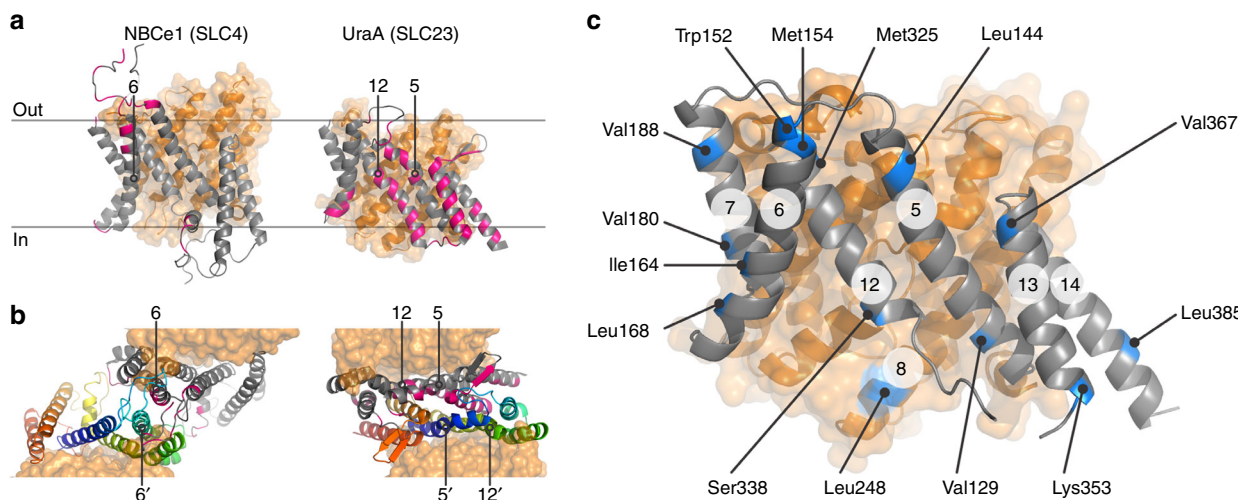 a
NBCe1 (SLC4)
UraA (SLC23)
6
12
5
Out
In
b
6
12
5
6′
5′
12′
c
Trp152
Met154
Met325
Leu144
Val188
Val367
7
6
5
Val180
Ile164
12
13
14
Leu168
Leu385
8
Ser338
Leu248
Val129
Lys353